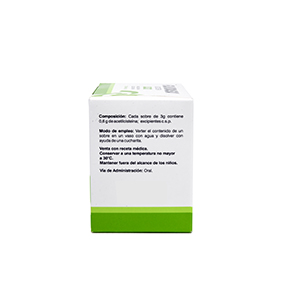 Composición: Cada sobre de 3g contiene
0,6 g de acetilcisteína; excipientes c.s.p.
Modo de empleo: Verter el contenido de un
sobre en un vaso con agua y disolver con
ayuda de una cucharita.
Venta con receta médica.
Conservar a una temperatura no mayor
a 30°C.
Mantener fuera del alcance de los niños.
Vía de Administración: Oral.